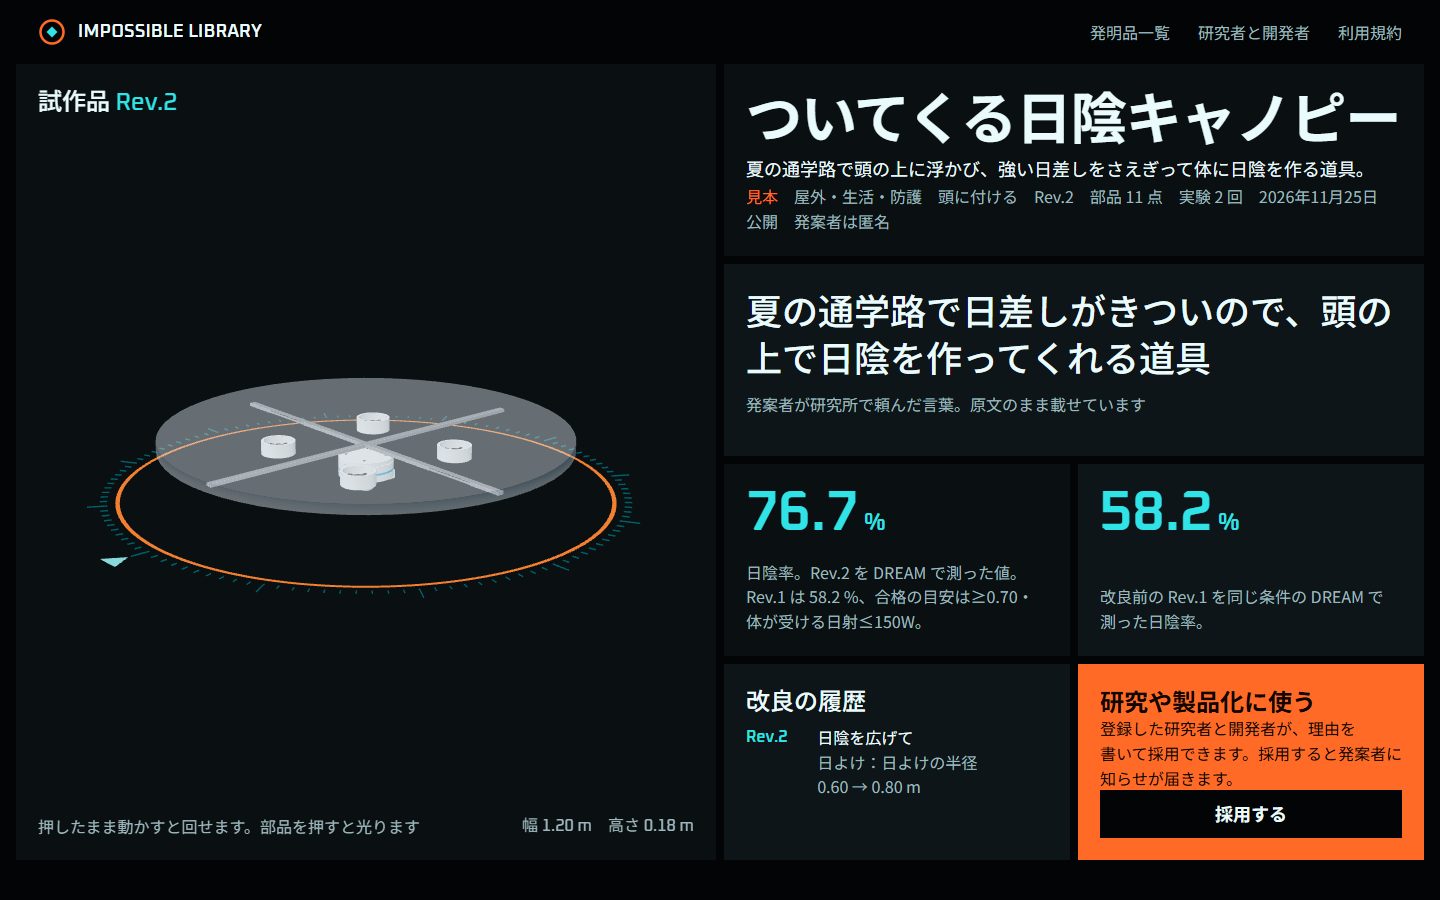 IMPOSSIBLE LIBRARY
発明品一覧 研究者と開発者 利用規約
試作品 Rev.2
押したまま動かすと回せます。部品を押すと光ります
幅 1.20 m 高さ 0.18 m
ついてくる日陰キャノピー
夏の通学路で頭の上に浮かび、強い日差しをさえぎって体に日陰を作る道具。
見本 屋外・生活・防護 頭に付ける Rev.2 部品 11 点 実験 2 回 2026年11月25日
公開 発案者は匿名
夏の通学路で日差しがきついので、頭の
上で日陰を作ってくれる道具
発案者が研究所で頼んだ言葉。原文のまま載せています
76.7 %
日陰率。Rev.2 を DREAM で測った値。
Rev.1 は 58.2 %、合格の目安は≥0.70・
体が受ける日射≤150W。
58.2 %
改良前の Rev.1 を同じ条件の DREAM で
測った日陰率。
改良の履歴
Rev.2 日陰を広げて
日よけ：日よけの半径
0.60 → 0.80 m
研究や製品化に使う
登録した研究者と開発者が、理由を
書いて採用できます。採用すると発案者に
知らせが届きます。
採用する